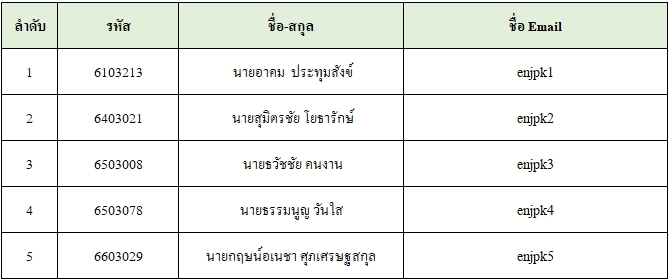 ลำดับ รหัส ชื่อ-สกุล ชื่อ Email
1 6103213 นายอาคม ประทุมสังข์ enjpk1
2 6403021 นายสุมิตรชัย โยธารักษ์ enjpk2
3 6503008 นายธวัชชัย คนงาน enjpk3
4 6503078 นายธรรมนูญ วันใส enjpk4
5 6603029 นายกฤษน์อเนชา ศุภเศรษฐสกุล enjpk5